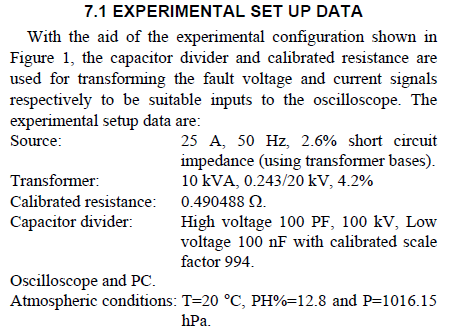 7.1 EXPERIMENTAL SET UP DATA
With the aid of the experimental configuration shown in
Figure 1, the capacitor divider and calibrated resistance are
used for transforming the fault voltage and current signals
respectively to be suitable inputs to the oscilloscope. The
experimental setup data are:
Source: 25 A, 50 Hz, 2.6% short circuit
impedance (using transformer bases).
Transformer: 10 kVA, 0.243/20 kV, 4.2%
Calibrated resistance: 0.490488 Ω.
Capacitor divider: High voltage 100 PF, 100 kV, Low
voltage 100 nF with calibrated scale
factor 994.
Oscilloscope and PC.
Atmospheric conditions: T=20 °C, PH%=12.8 and P=1016.15
hPa.